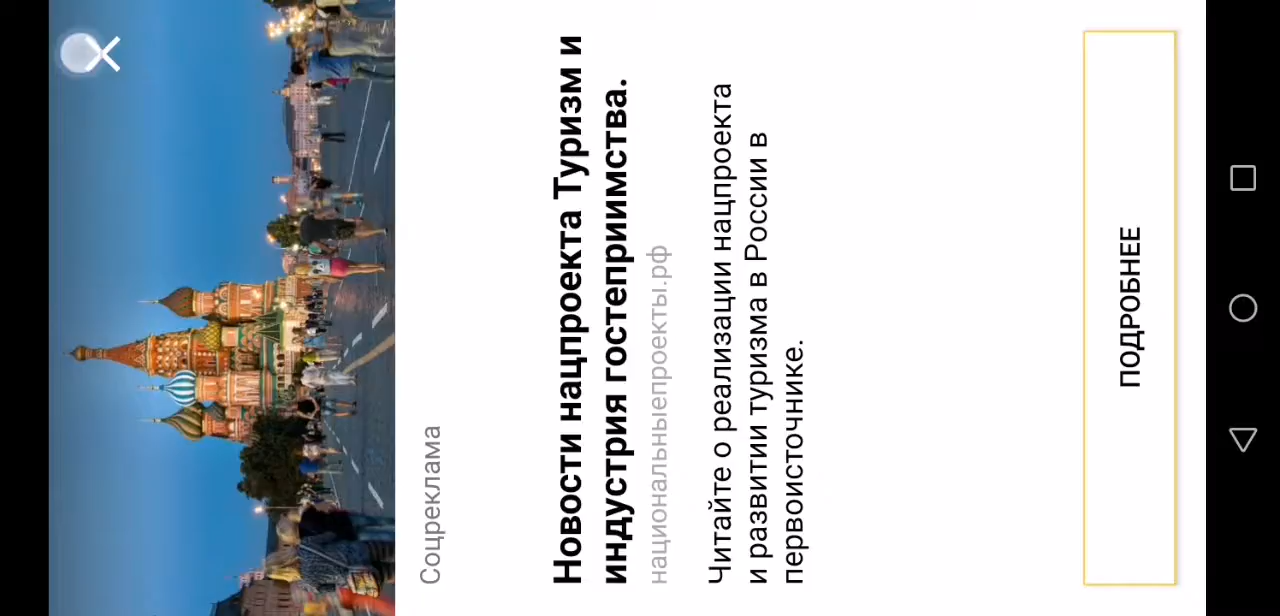 Соцреклама
Новости нацпроекта Туризм и
индустрия гостеприимства.
национальныепроекты.рф
Читайте о реализации нацпроекта
и развитии туризма в России в
первоисточнике.
ПОДРОБНЕЕ